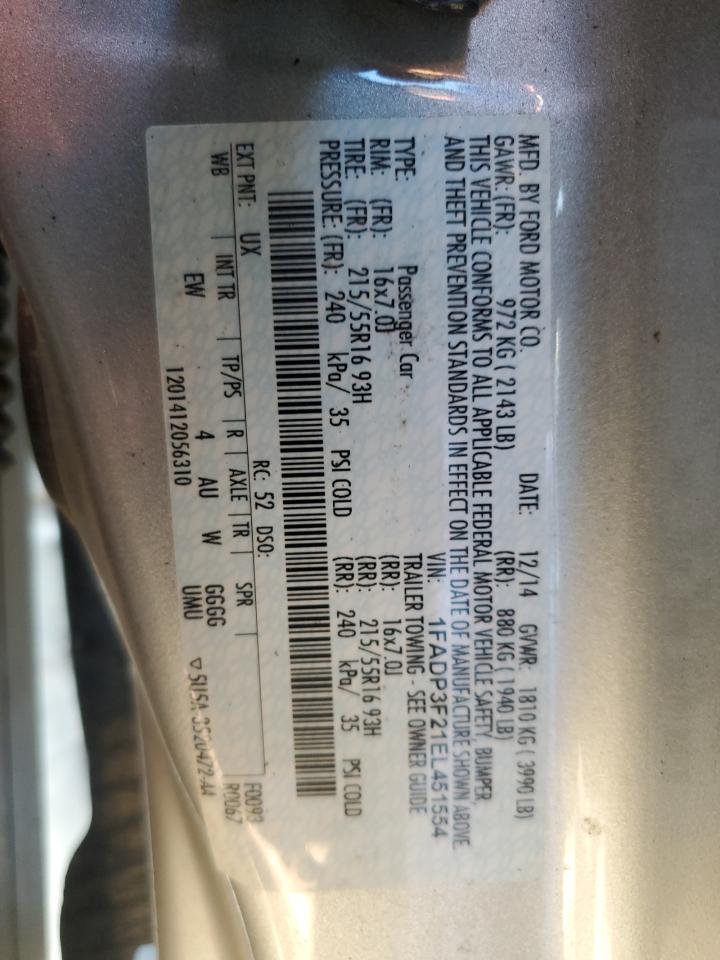 MFD. BY FORD MOTOR CO. DATE: 12/14 GVWR: 1810 KG ( 3990 LB)
GAWR: (FR): 972 KG ( 2143 LB) (RR): 880 KG ( 1940 LB)
THIS VEHICLE CONFORMS TO ALL APPLICABLE FEDERAL MOTOR VEHICLE SAFETY, BUMPER,
AND THEFT PREVENTION STANDARDS IN EFFECT ON THE DATE OF MANUFACTURE SHOWN ABOVE.
VIN: 1FADP3F21EL451554
TYPE: Passenger Car TRAILER TOWING - SEE OWNER GUIDE
RIM: (FR): 16x7.0J (RR): 16x7.0J
TIRE: (FR): 215/55R16 93H (RR): 215/55R16 93H
PRESSURE: (FR): 240 kPa/ 35 PSI COLD (RR): 240 kPa/ 35 PSI COLD
RC: 52 DSO: F0093
EXT PNT: UX R0067
WB | INT TR | TP/PS | R | AXLE | TR | SPR |
EW 4 AU W GGGG
1201412056310 UMU ▽5U5A-3520472-AA